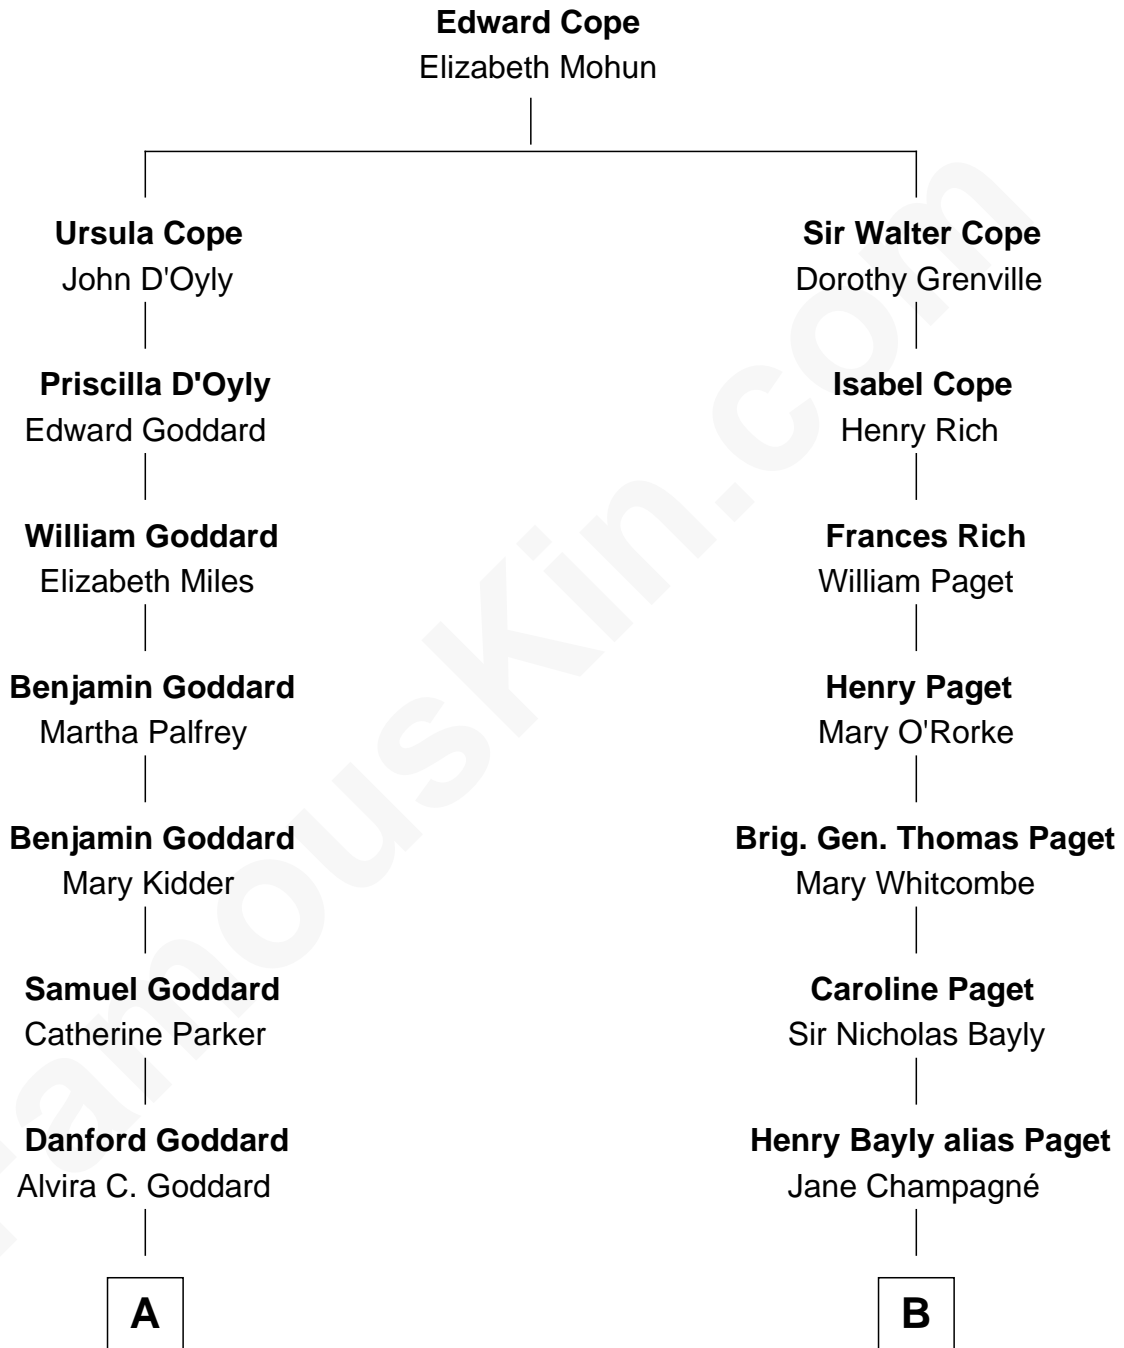 Edward Cope
Elizabeth Mohun
Ursula Cope
John D'Oyly
Sir Walter Cope
Dorothy Grenville
Priscilla D'Oyly
Edward Goddard
Isabel Cope
Henry Rich
William Goddard
Elizabeth Miles
Frances Rich
William Paget
Benjamin Goddard
Martha Palfrey
Henry Paget
Mary O'Rorke
Benjamin Goddard
Mary Kidder
Brig. Gen. Thomas Paget
Mary Whitcombe
Samuel Goddard
Catherine Parker
Caroline Paget
Sir Nicholas Bayly
Danford Goddard
Alvira C. Goddard
Henry Bayly alias Paget
Jane Champagné
A
B
FamousKin.com